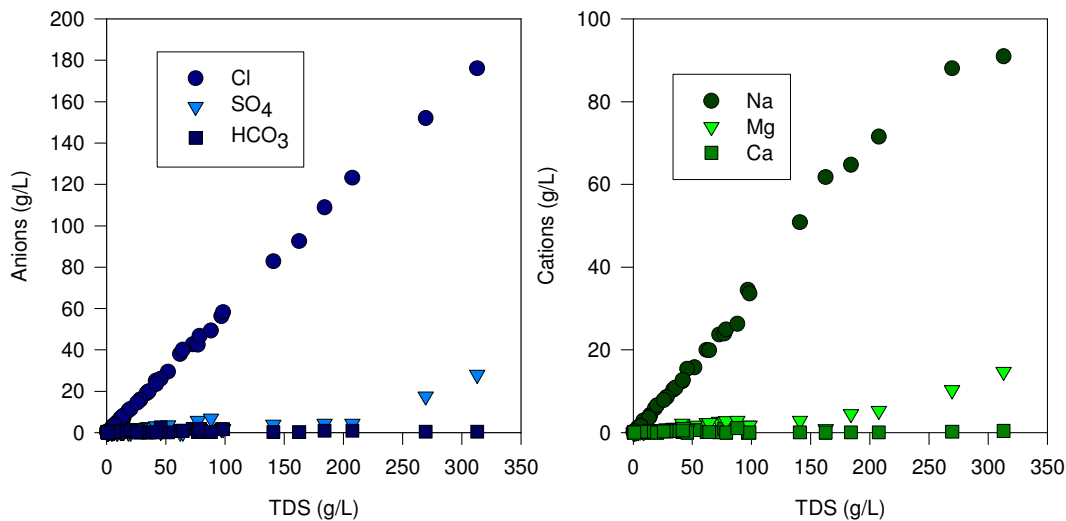 200
180
160
140
120
100
80
60
40
20
0
Anions (g/L)
Cl
SO4
HCO3
0 50 100 150 200 250 300 350
TDS (g/L)
100
80
60
40
20
0
Cations (g/L)
Na
Mg
Ca
0 50 100 150 200 250 300 350
TDS (g/L)